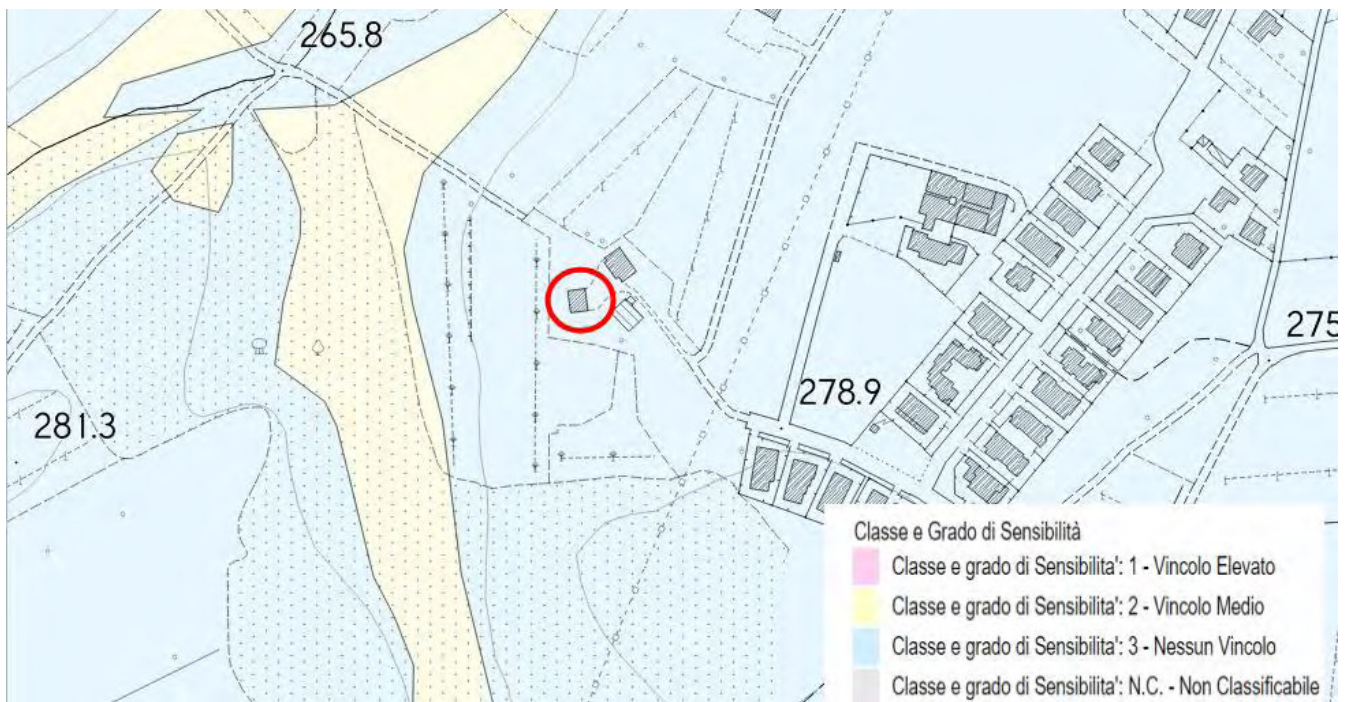 265.8
275
278.9
281.3
Classe e Grado di Sensibilità
Classe e grado di Sensibilita': 1 - Vincolo Elevato
Classe e grado di Sensibilita': 2 - Vincolo Medio
Classe e grado di Sensibilita': 3 - Nessun Vincolo
Classe e grado di Sensibilita': N.C. - Non Classificabile